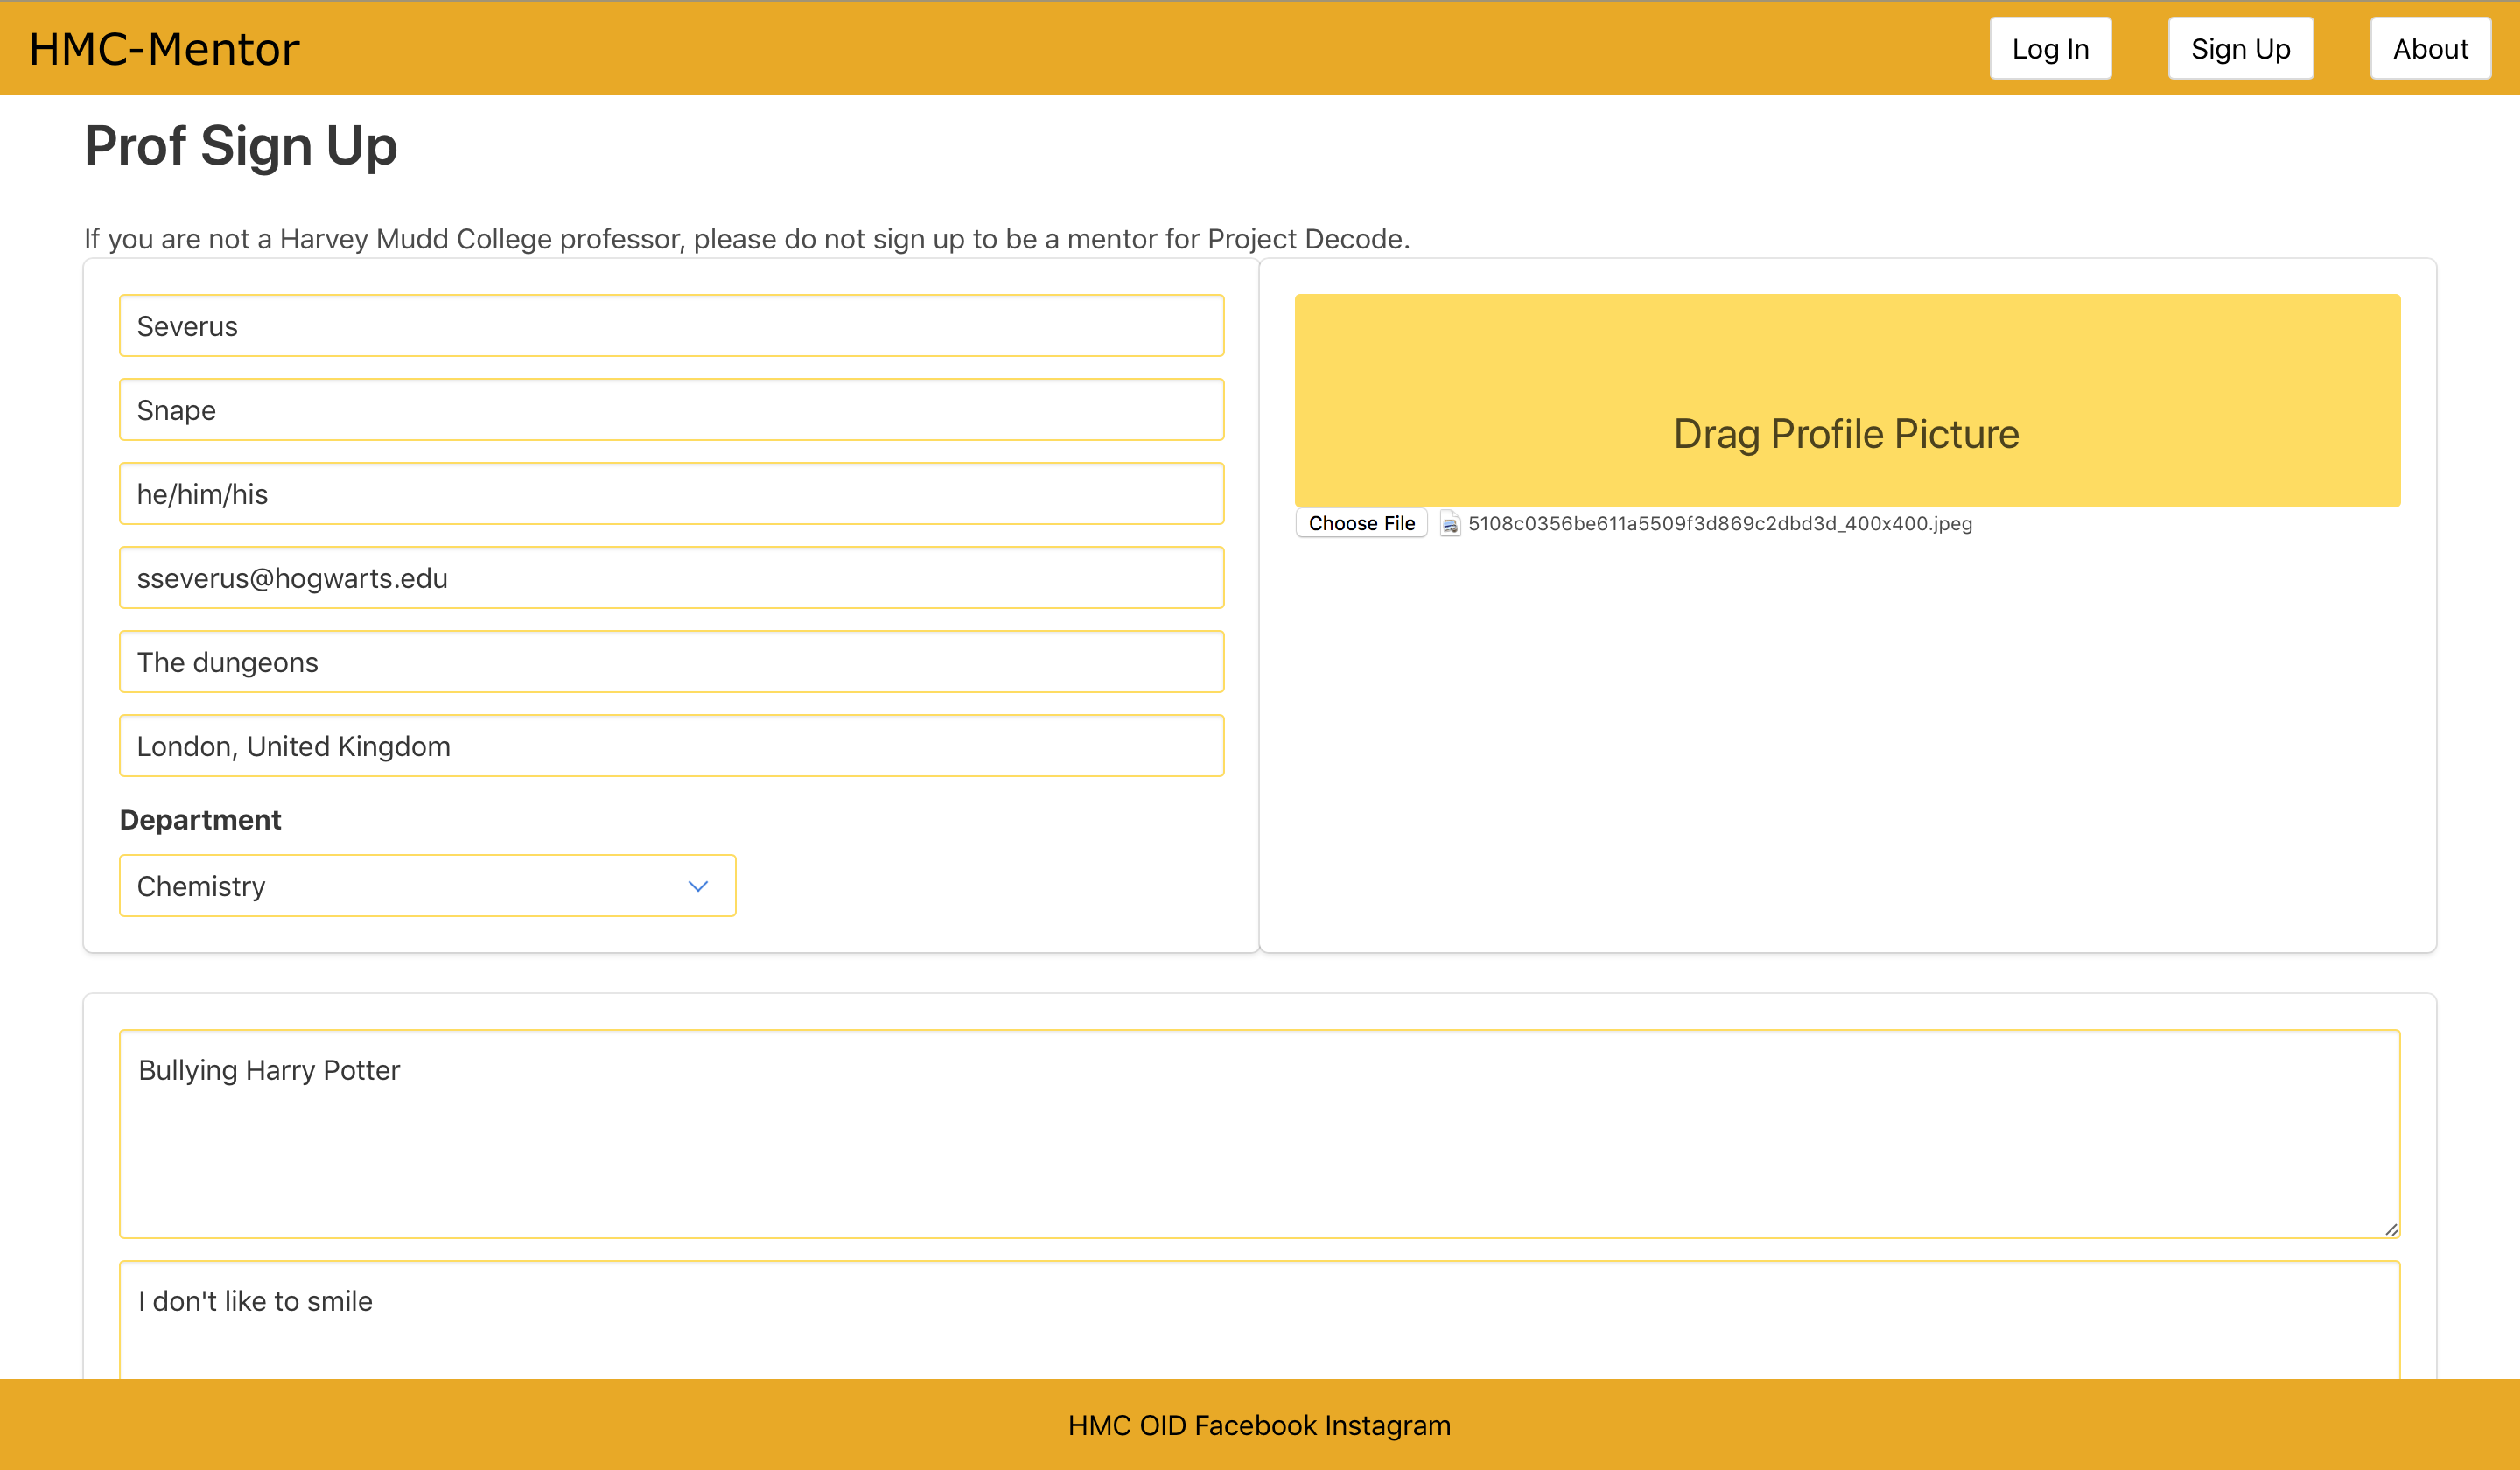 HMC-Mentor
Log In
Sign Up
About
Prof Sign Up
If you are not a Harvey Mudd College professor, please do not sign up to be a mentor for Project Decode.
Severus
Snape
he/him/his
sseverus@hogwarts.edu
The dungeons
London, United Kingdom
Department
Chemistry
Drag Profile Picture
Choose File 5108c0356be611a5509f3d869c2dbd3d_400x400.jpeg
Bullying Harry Potter
I don't like to smile
HMC OID Facebook Instagram